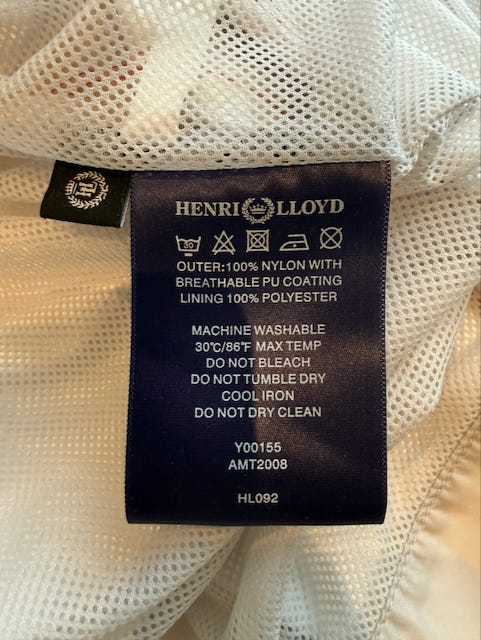 HENRI LLOYD
30
OUTER:100% NYLON WITH
BREATHABLE PU COATING
LINING 100% POLYESTER
MACHINE WASHABLE
30℃/86℉ MAX TEMP
DO NOT BLEACH
DO NOT TUMBLE DRY
COOL IRON
DO NOT DRY CLEAN
Y00155
AMT2008
HL092